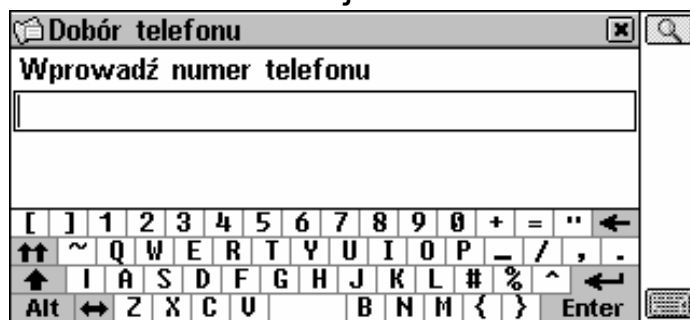 Dobór telefonu
Wprowadź numer telefonu
[ ] 1 2 3 4 5 6 7 8 9 0 + = "
~ Q W E R T Y U I O P _ / , .
| A S D F G H J K L # % ^
Alt Z X C V B N M { } Enter